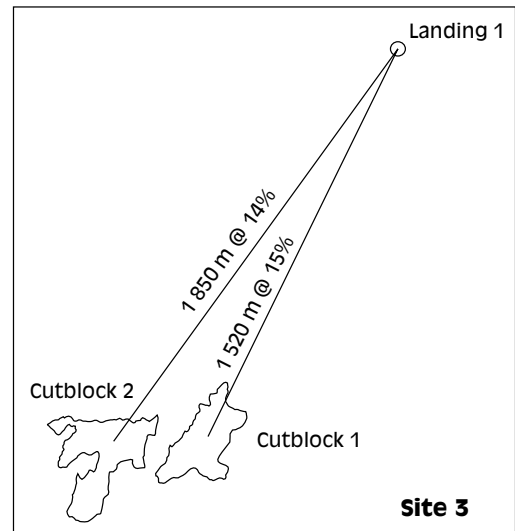 Landing 1
1 850 m @ 14%
1 520 m @ 15%
Cutblock 2
Cutblock 1
Site 3